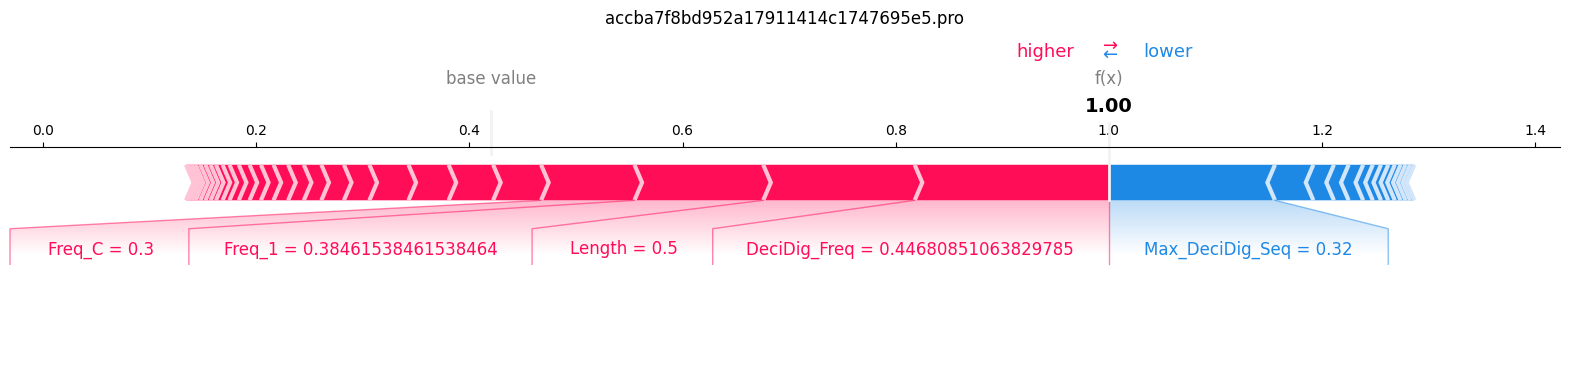 accba7f8bd952a17911414c1747695e5.pro
higher → ← lower
base value f(x)
1.00
0.0 0.2 0.4 0.6 0.8 1.0 1.2 1.4
Freq_C = 0.3 Freq_1 = 0.38461538461538464 Length = 0.5 DeciDig_Freq = 0.44680851063829785 Max_DeciDig_Seq = 0.32